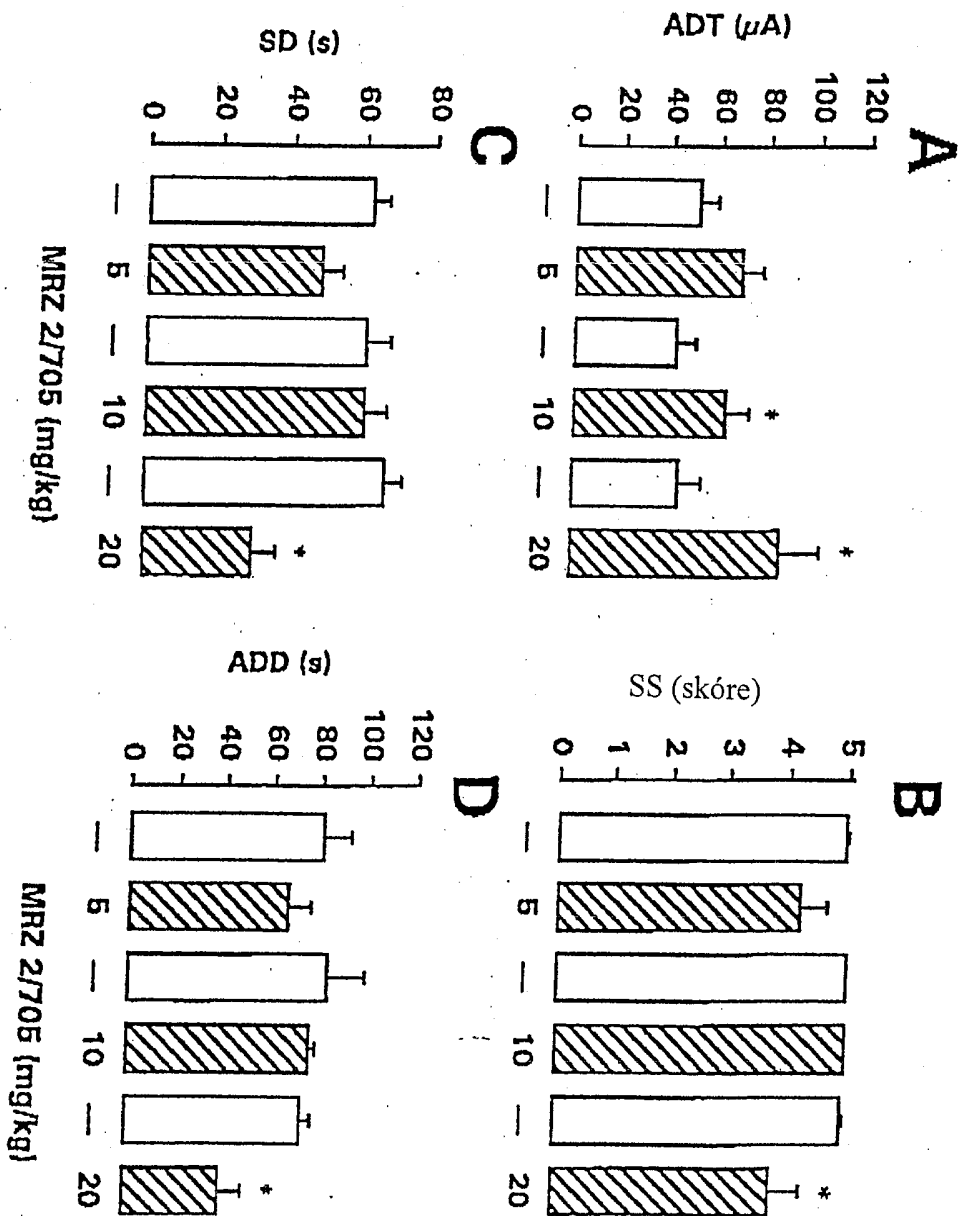 A
ADT (µA)
120
100
80
60
40
20
0
*
*
— 5 — 10 — 20
B
SS (skóre)
5
4
3
2
1
0
*
— 5 — 10 — 20
C
SD (s)
80
60
40
20
0
*
— 5 — 10 — 20
MRZ 2/705 (mg/kg)
D
ADD (s)
120
100
80
60
40
20
0
*
— 5 — 10 — 20
MRZ 2/705 (mg/kg)